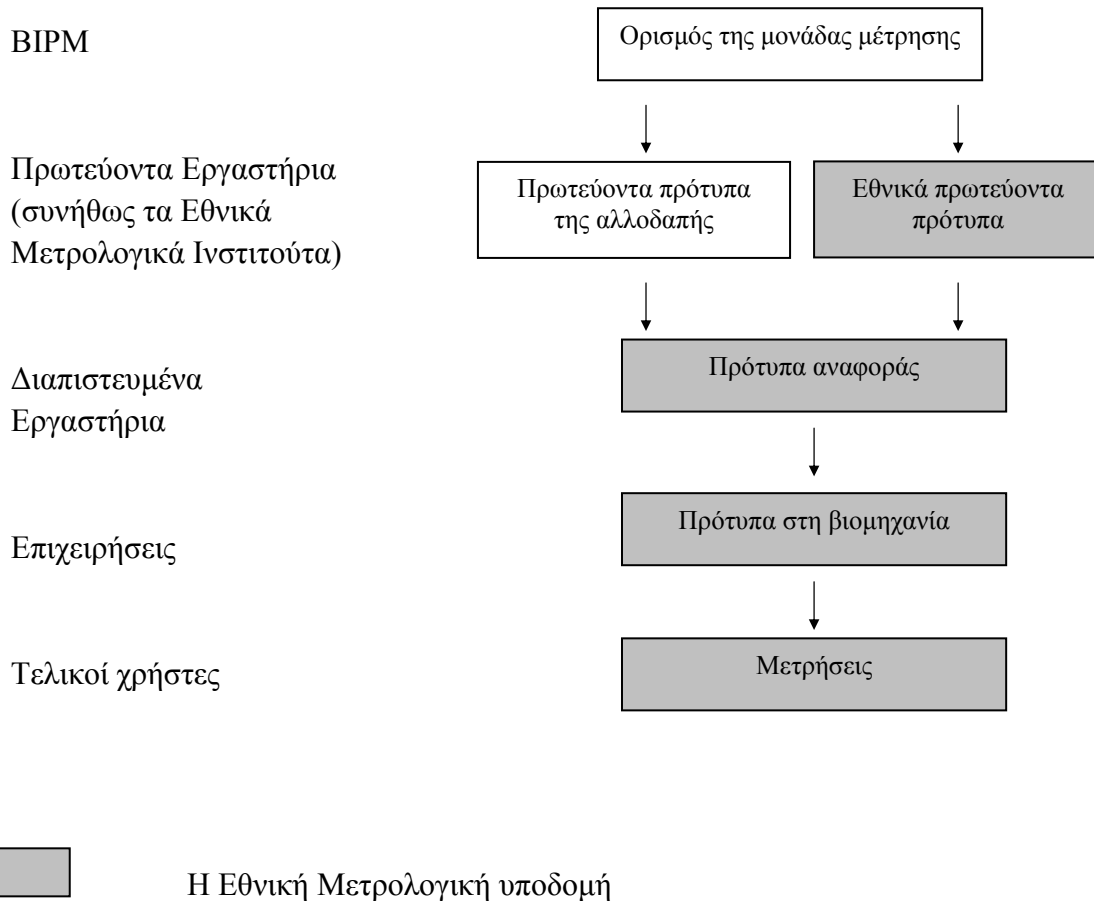 BIPM
Ορισμός της μονάδας μέτρησης
Πρωτεύοντα Εργαστήρια
(συνήθως τα Εθνικά
Μετρολογικά Ινστιτούτα)
Πρωτεύοντα πρότυπα
της αλλοδαπής
Εθνικά πρωτεύοντα
πρότυπα
Διαπιστευμένα
Εργαστήρια
Πρότυπα αναφοράς
Επιχειρήσεις
Πρότυπα στη βιομηχανία
Τελικοί χρήστες
Μετρήσεις
Η Εθνική Μετρολογική υποδομή